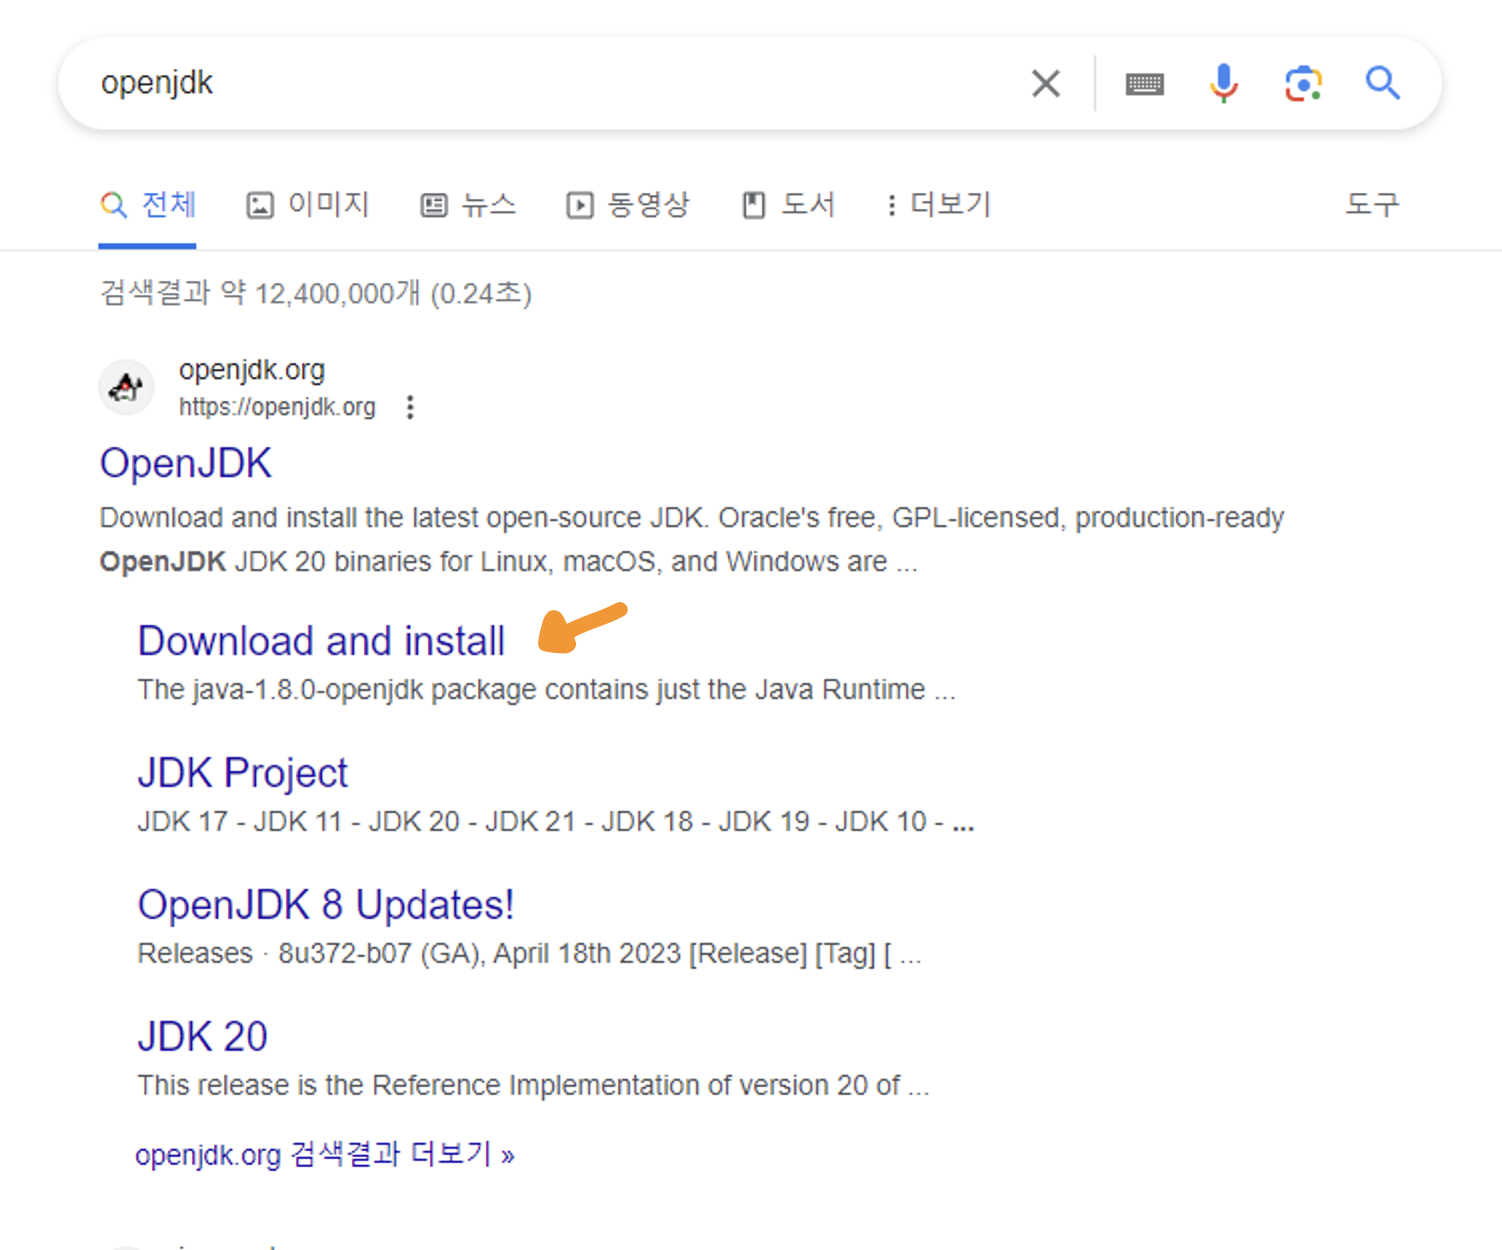 openjdk
전체 이미지 뉴스 동영상 도서 더보기 도구
검색결과 약 12,400,000개 (0.24초)
openjdk.org
https://openjdk.org
OpenJDK
Download and install the latest open-source JDK. Oracle's free, GPL-licensed, production-ready
OpenJDK JDK 20 binaries for Linux, macOS, and Windows are ...
Download and install
The java-1.8.0-openjdk package contains just the Java Runtime ...
JDK Project
JDK 17 - JDK 11 - JDK 20 - JDK 21 - JDK 18 - JDK 19 - JDK 10 - ...
OpenJDK 8 Updates!
Releases · 8u372-b07 (GA), April 18th 2023 [Release] [Tag] [ ...
JDK 20
This release is the Reference Implementation of version 20 of ...
openjdk.org 검색결과 더보기 »